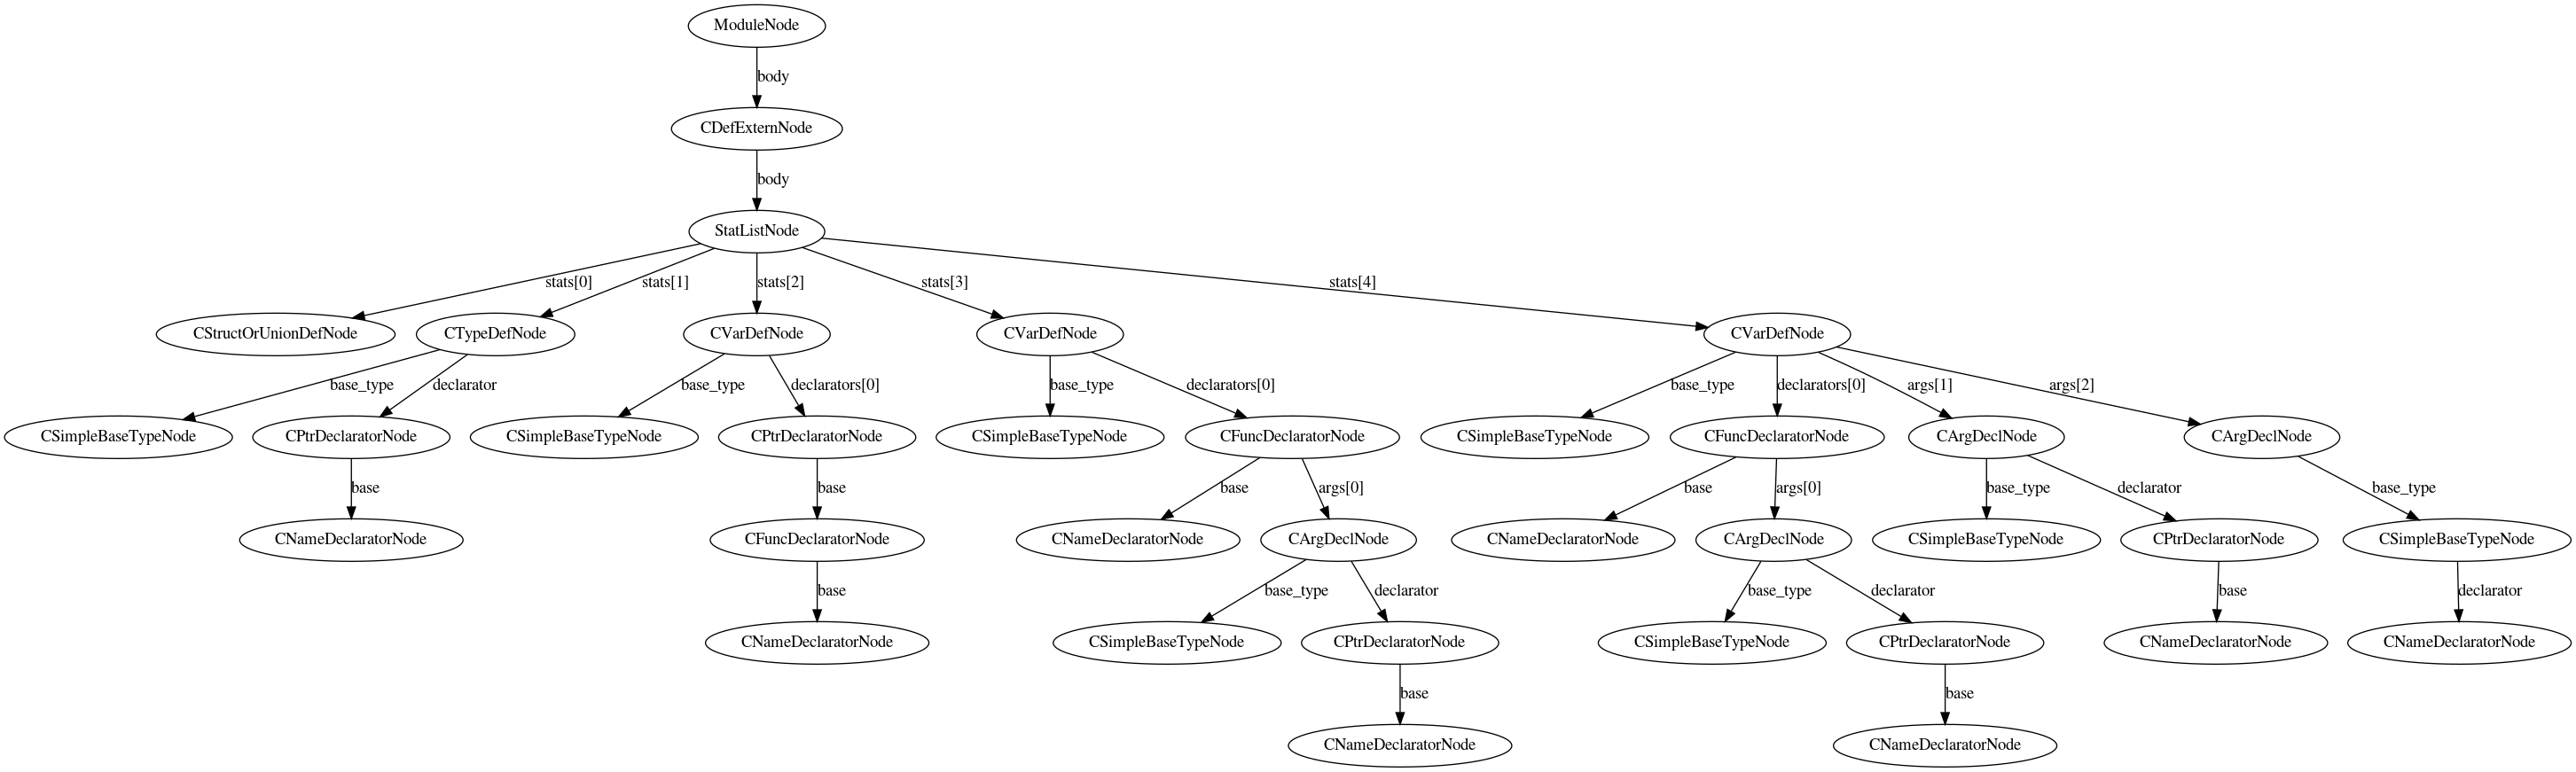 ModuleNode
body
CDefExternNode
body
StatListNode
stats[0]
stats[1]
stats[2]
stats[3]
stats[4]
CStructOrUnionDefNode
CTypeDefNode
CVarDefNode
CVarDefNode
CVarDefNode
base_type
declarator
base_type
declarators[0]
base_type
declarators[0]
base_type
declarators[0]
args[1]
args[2]
CSimpleBaseTypeNode
CPtrDeclaratorNode
CSimpleBaseTypeNode
CPtrDeclaratorNode
CSimpleBaseTypeNode
CFuncDeclaratorNode
CSimpleBaseTypeNode
CFuncDeclaratorNode
CArgDeclNode
CArgDeclNode
base
base
base
args[0]
base
args[0]
base_type
declarator
base_type
CNameDeclaratorNode
CFuncDeclaratorNode
CNameDeclaratorNode
CArgDeclNode
CNameDeclaratorNode
CArgDeclNode
CSimpleBaseTypeNode
CPtrDeclaratorNode
CSimpleBaseTypeNode
base
base_type
declarator
base_type
declarator
base
declarator
CNameDeclaratorNode
CSimpleBaseTypeNode
CPtrDeclaratorNode
CSimpleBaseTypeNode
CPtrDeclaratorNode
CNameDeclaratorNode
CNameDeclaratorNode
base
base
CNameDeclaratorNode
CNameDeclaratorNode